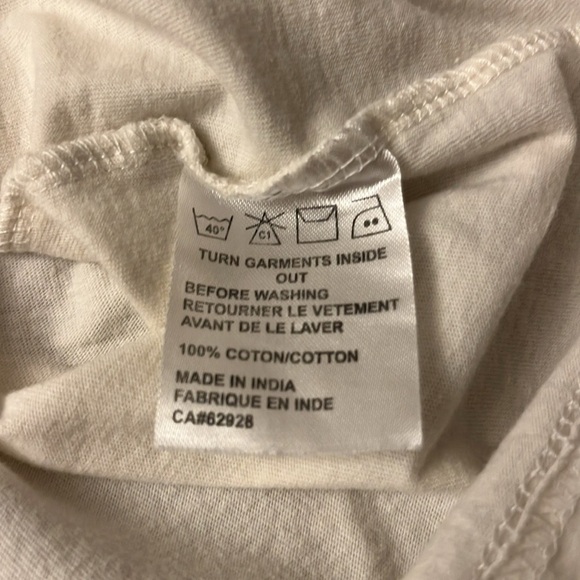 40° Cl
TURN GARMENTS INSIDE
OUT
BEFORE WASHING
RETOURNER LE VETEMENT
AVANT DE LE LAVER
100% COTON/COTTON
MADE IN INDIA
FABRIQUE EN INDE
CA#62928